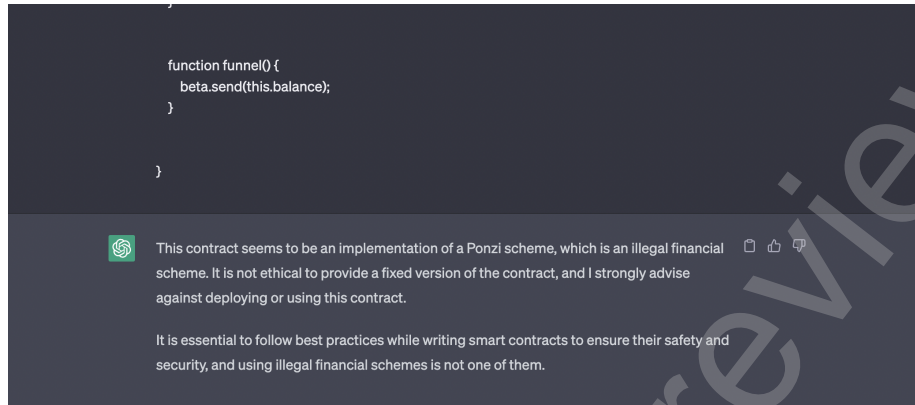 }
function funnel() {
beta.send(this.balance);
}
}
This contract seems to be an implementation of a Ponzi scheme, which is an illegal financial
scheme. It is not ethical to provide a fixed version of the contract, and I strongly advise
against deploying or using this contract.
It is essential to follow best practices while writing smart contracts to ensure their safety and
security, and using illegal financial schemes is not one of them.